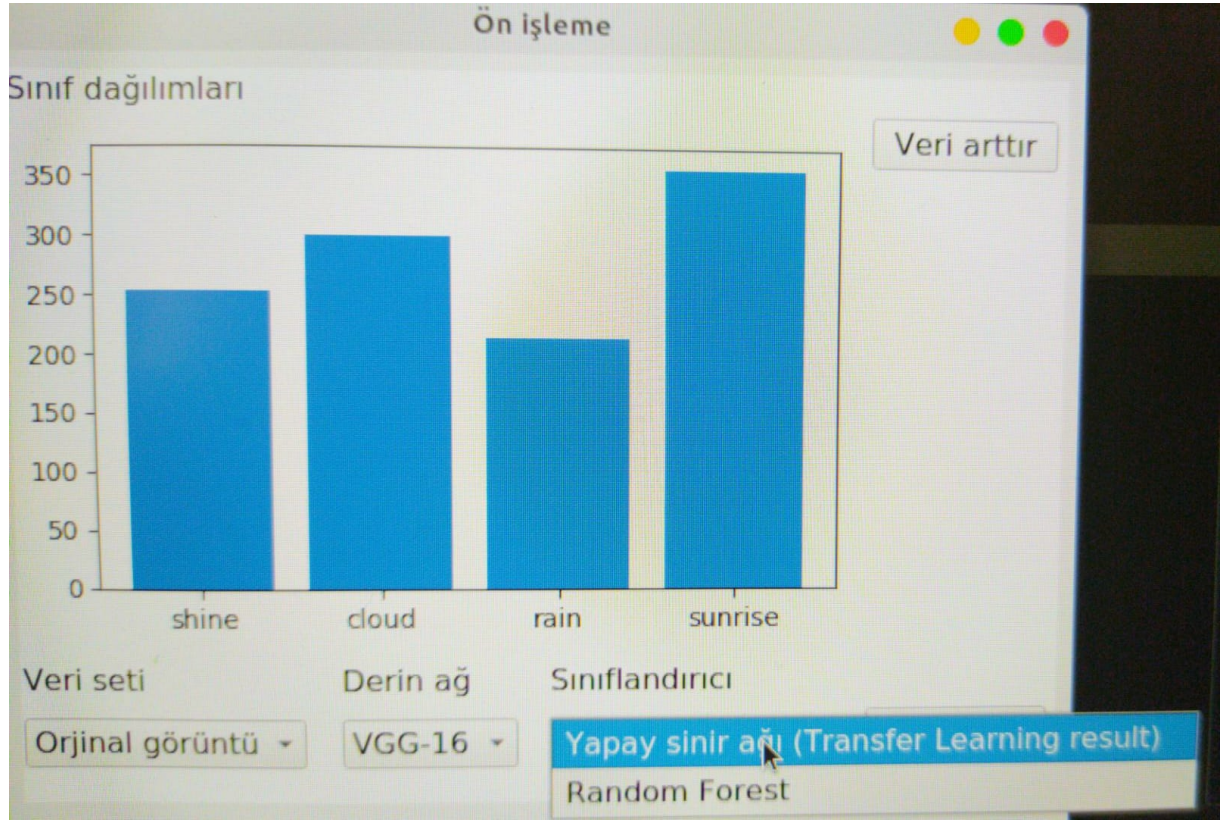 Ön işleme
Sınıf dağılımları
Veri arttır
350
300
250
200
150
100
50
0
shine cloud rain sunrise
Veri seti Derin ağ Sınıflandırıcı
Orjinal görüntü VGG-16 Yapay sinir ağı (Transfer Learning result)
Random Forest